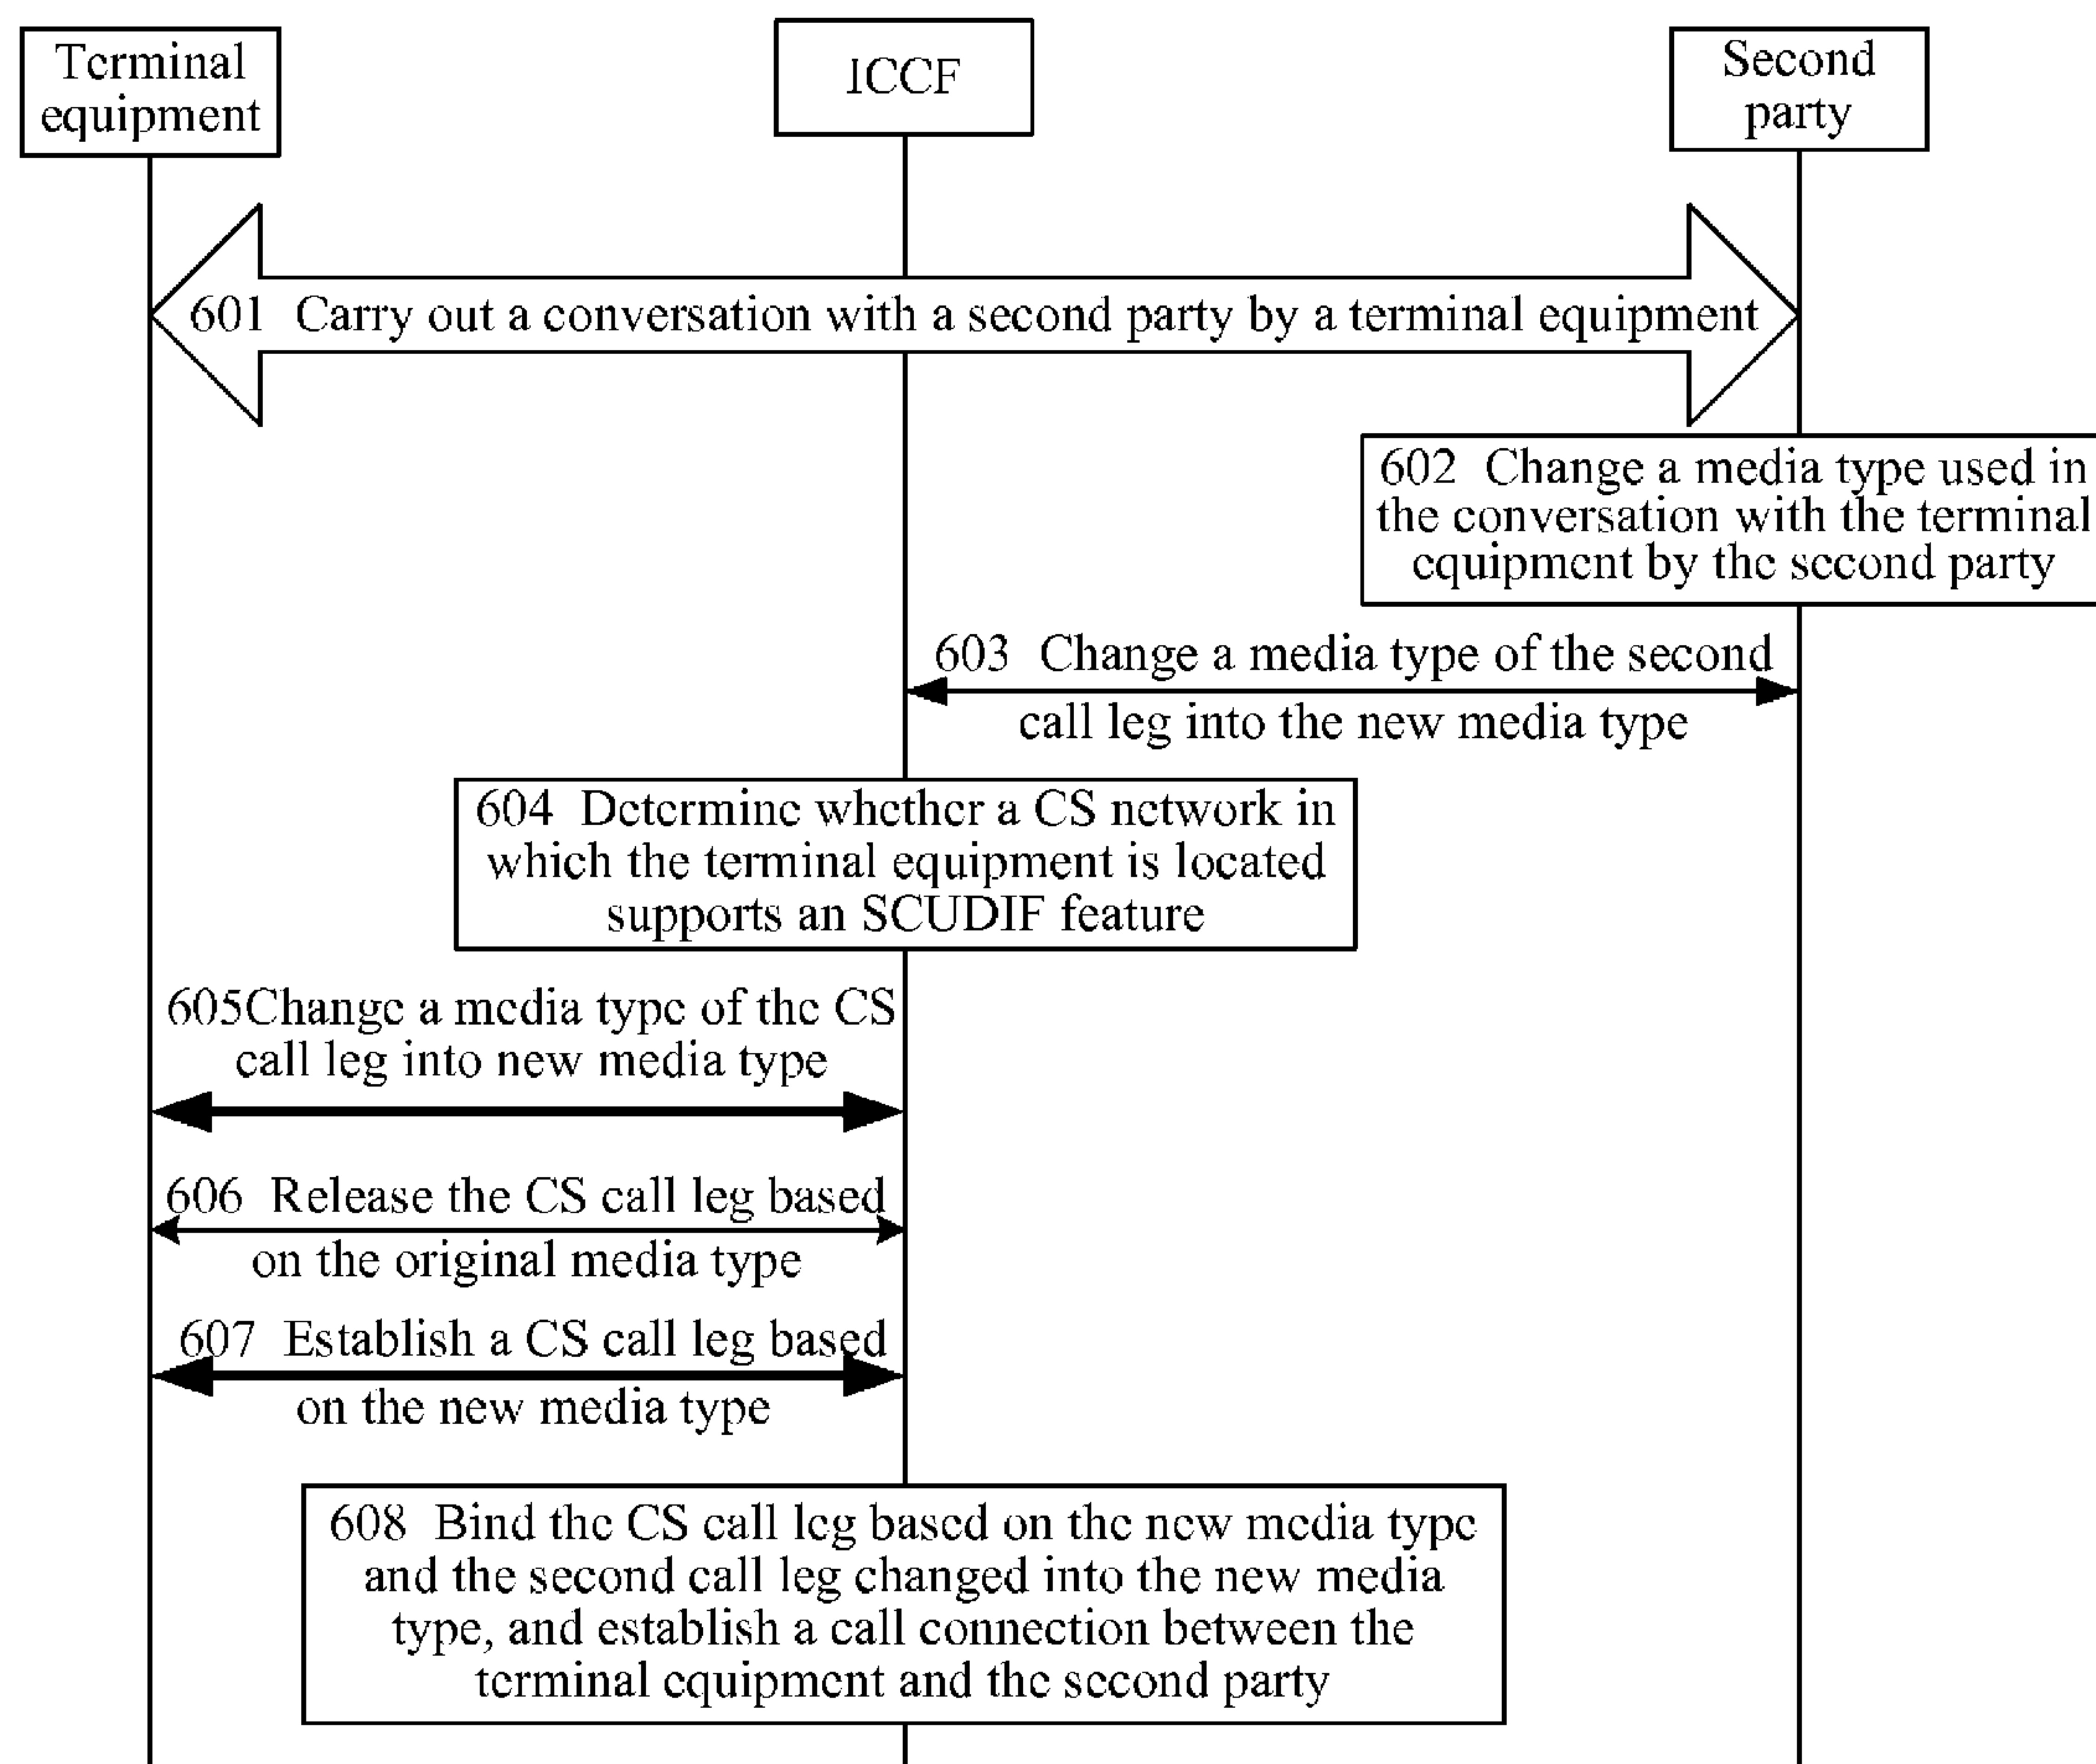 Terminal
equipment
ICCF
Second
party
601 Carry out a conversation with a second party by a terminal equipment
602 Change a media type used in
the conversation with the terminal
equipment by the second party
603 Change a media type of the second
call leg into the new media type
604 Determine whether a CS network in
which the terminal equipment is located
supports an SCUDIF feature
605Change a media type of the CS
call leg into new media type
606 Release the CS call leg based
on the original media type
607 Establish a CS call leg based
on the new media type
608 Bind the CS call leg based on the new media type
and the second call leg changed into the new media
type, and establish a call connection between the
terminal equipment and the second party